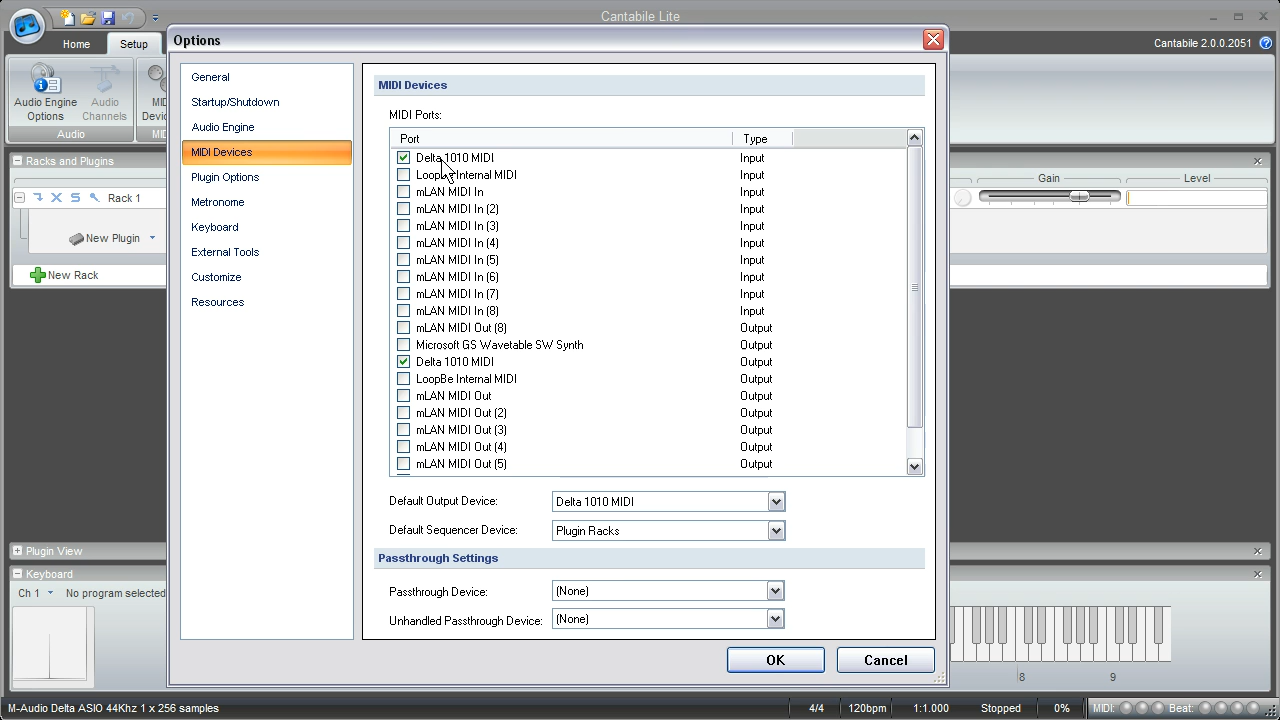 Cantabile Lite
Home
Setup
Cantabile 2.0.0.2051
Audio Engine
Options
Audio
Channels
Audio
Options
General
Startup/Shutdown
Audio Engine
MIDI Devices
Plugin Options
Metronome
Keyboard
External Tools
Customize
Resources
MIDI Devices
MIDI Ports:
Port Type
Delta 1010 MIDI Input
LoopBe Internal MIDI Input
mLAN MIDI In Input
mLAN MIDI In (2) Input
mLAN MIDI In (3) Input
mLAN MIDI In (4) Input
mLAN MIDI In (5) Input
mLAN MIDI In (6) Input
mLAN MIDI In (7) Input
mLAN MIDI In (8) Input
mLAN MIDI Out (8) Output
Microsoft GS Wavetable SW Synth Output
Delta 1010 MIDI Output
LoopBe Internal MIDI Output
mLAN MIDI Out Output
mLAN MIDI Out (2) Output
mLAN MIDI Out (3) Output
mLAN MIDI Out (4) Output
mLAN MIDI Out (5) Output
Default Output Device: Delta 1010 MIDI
Default Sequencer Device: Plugin Racks
Passthrough Settings
Passthrough Device: (None)
Unhandled Passthrough Device: (None)
OK Cancel
Racks and Plugins
Gain Level
Rack 1
New Plugin
New Rack
Plugin View
Keyboard
Ch 1 No program selected
8 9
M-Audio Delta ASIO 44Khz 1 x 256 samples 4/4 120bpm 1:1.000 Stopped 0% MIDI: Beat: